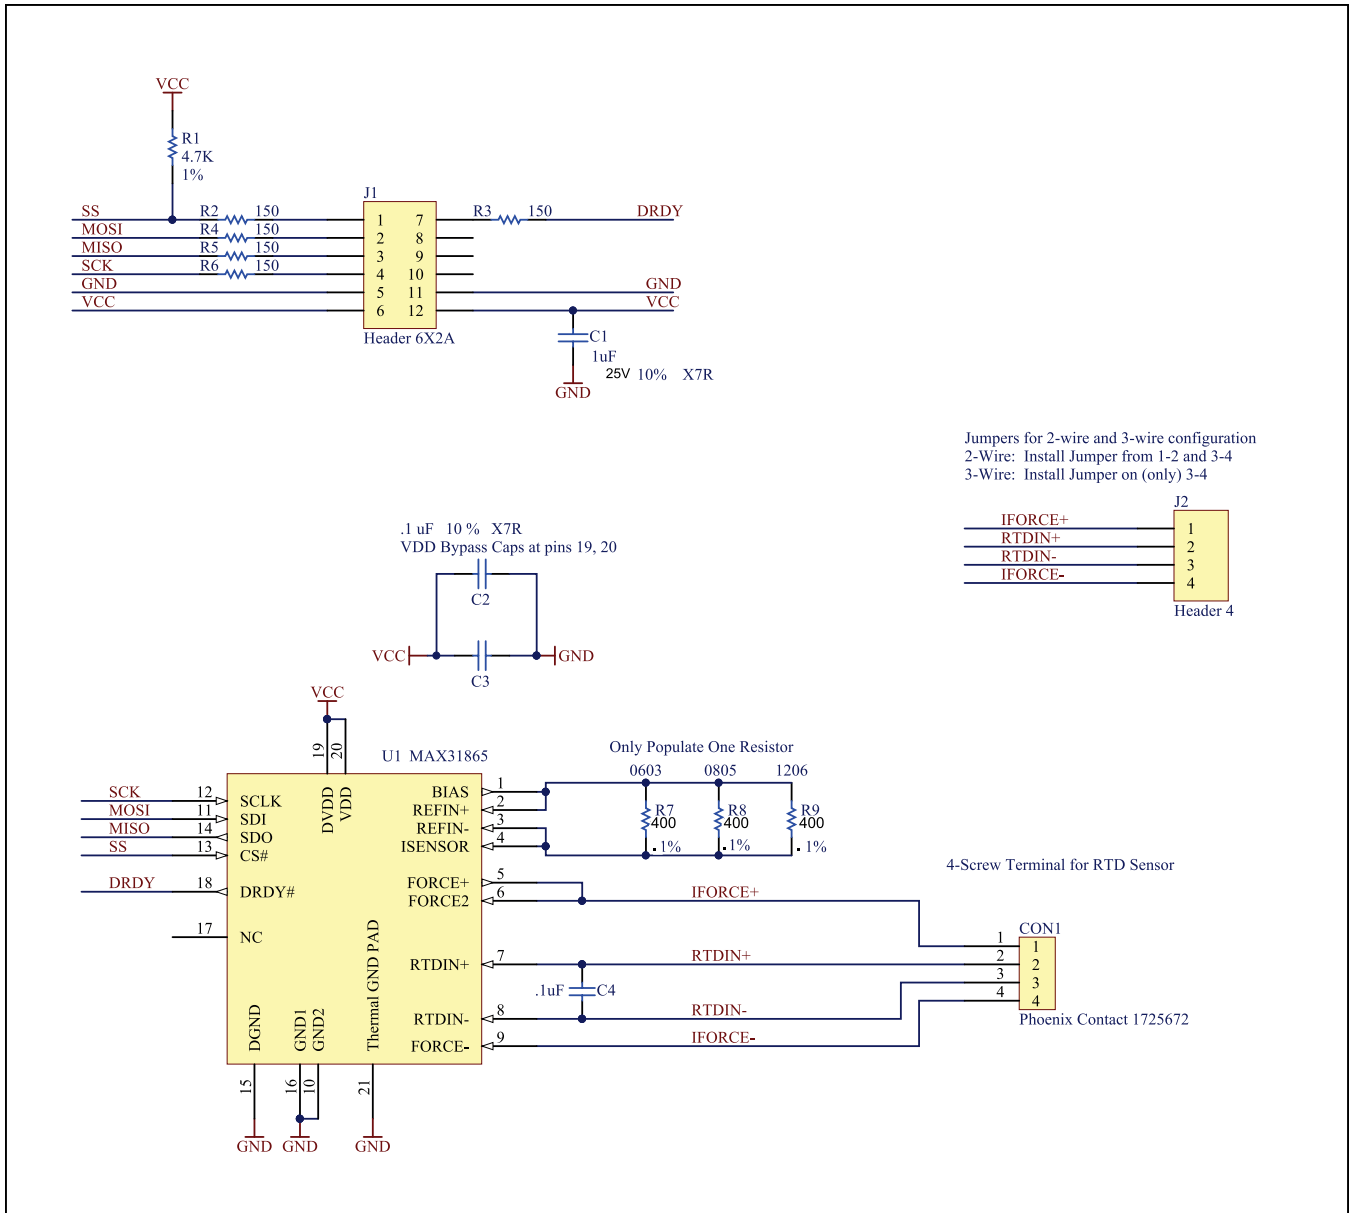 VCC
R1
4.7K
1%
J1
SS R2 150 1 7 R3 150 DRDY
MOSI R4 150 2 8
MISO R5 150 3 9
SCK R6 150 4 10
GND 5 11 GND
VCC 6 12 VCC
Header 6X2A
C1
1uF
25V 10% X7R
GND
Jumpers for 2-wire and 3-wire configuration
2-Wire: Install Jumper from 1-2 and 3-4
3-Wire: Install Jumper on (only) 3-4
J2
IFORCE+ 1
RTDIN+ 2
RTDIN- 3
IFORCE- 4
Header 4
.1 uF 10 % X7R
VDD Bypass Caps at pins 19, 20
C2
VCC GND
C3
VCC
19 20
U1 MAX31865
Only Populate One Resistor
0603 0805 1206
SCK 12 SCLK
MOSI 11 SDI
MISO 14 SDO
SS 13 CS#
DRDY 18 DRDY#
17 NC
DVDD
VDD
BIAS 1
REFIN+ 2
REFIN- 3
ISENSOR 4
R7 R8 R9
400 400 400
.1% .1% .1%
FORCE+ 5
FORCE2 6 IFORCE+
RTDIN+ 7 RTDIN+
.1uF C4
RTDIN- 8 RTDIN-
FORCE- 9 IFORCE-
4-Screw Terminal for RTD Sensor
CON1
1 1
2 2
3 3
4 4
Phoenix Contact 1725672
DGND
GND1
GND2
Thermal GND PAD
15 16 10 21
GND GND GND